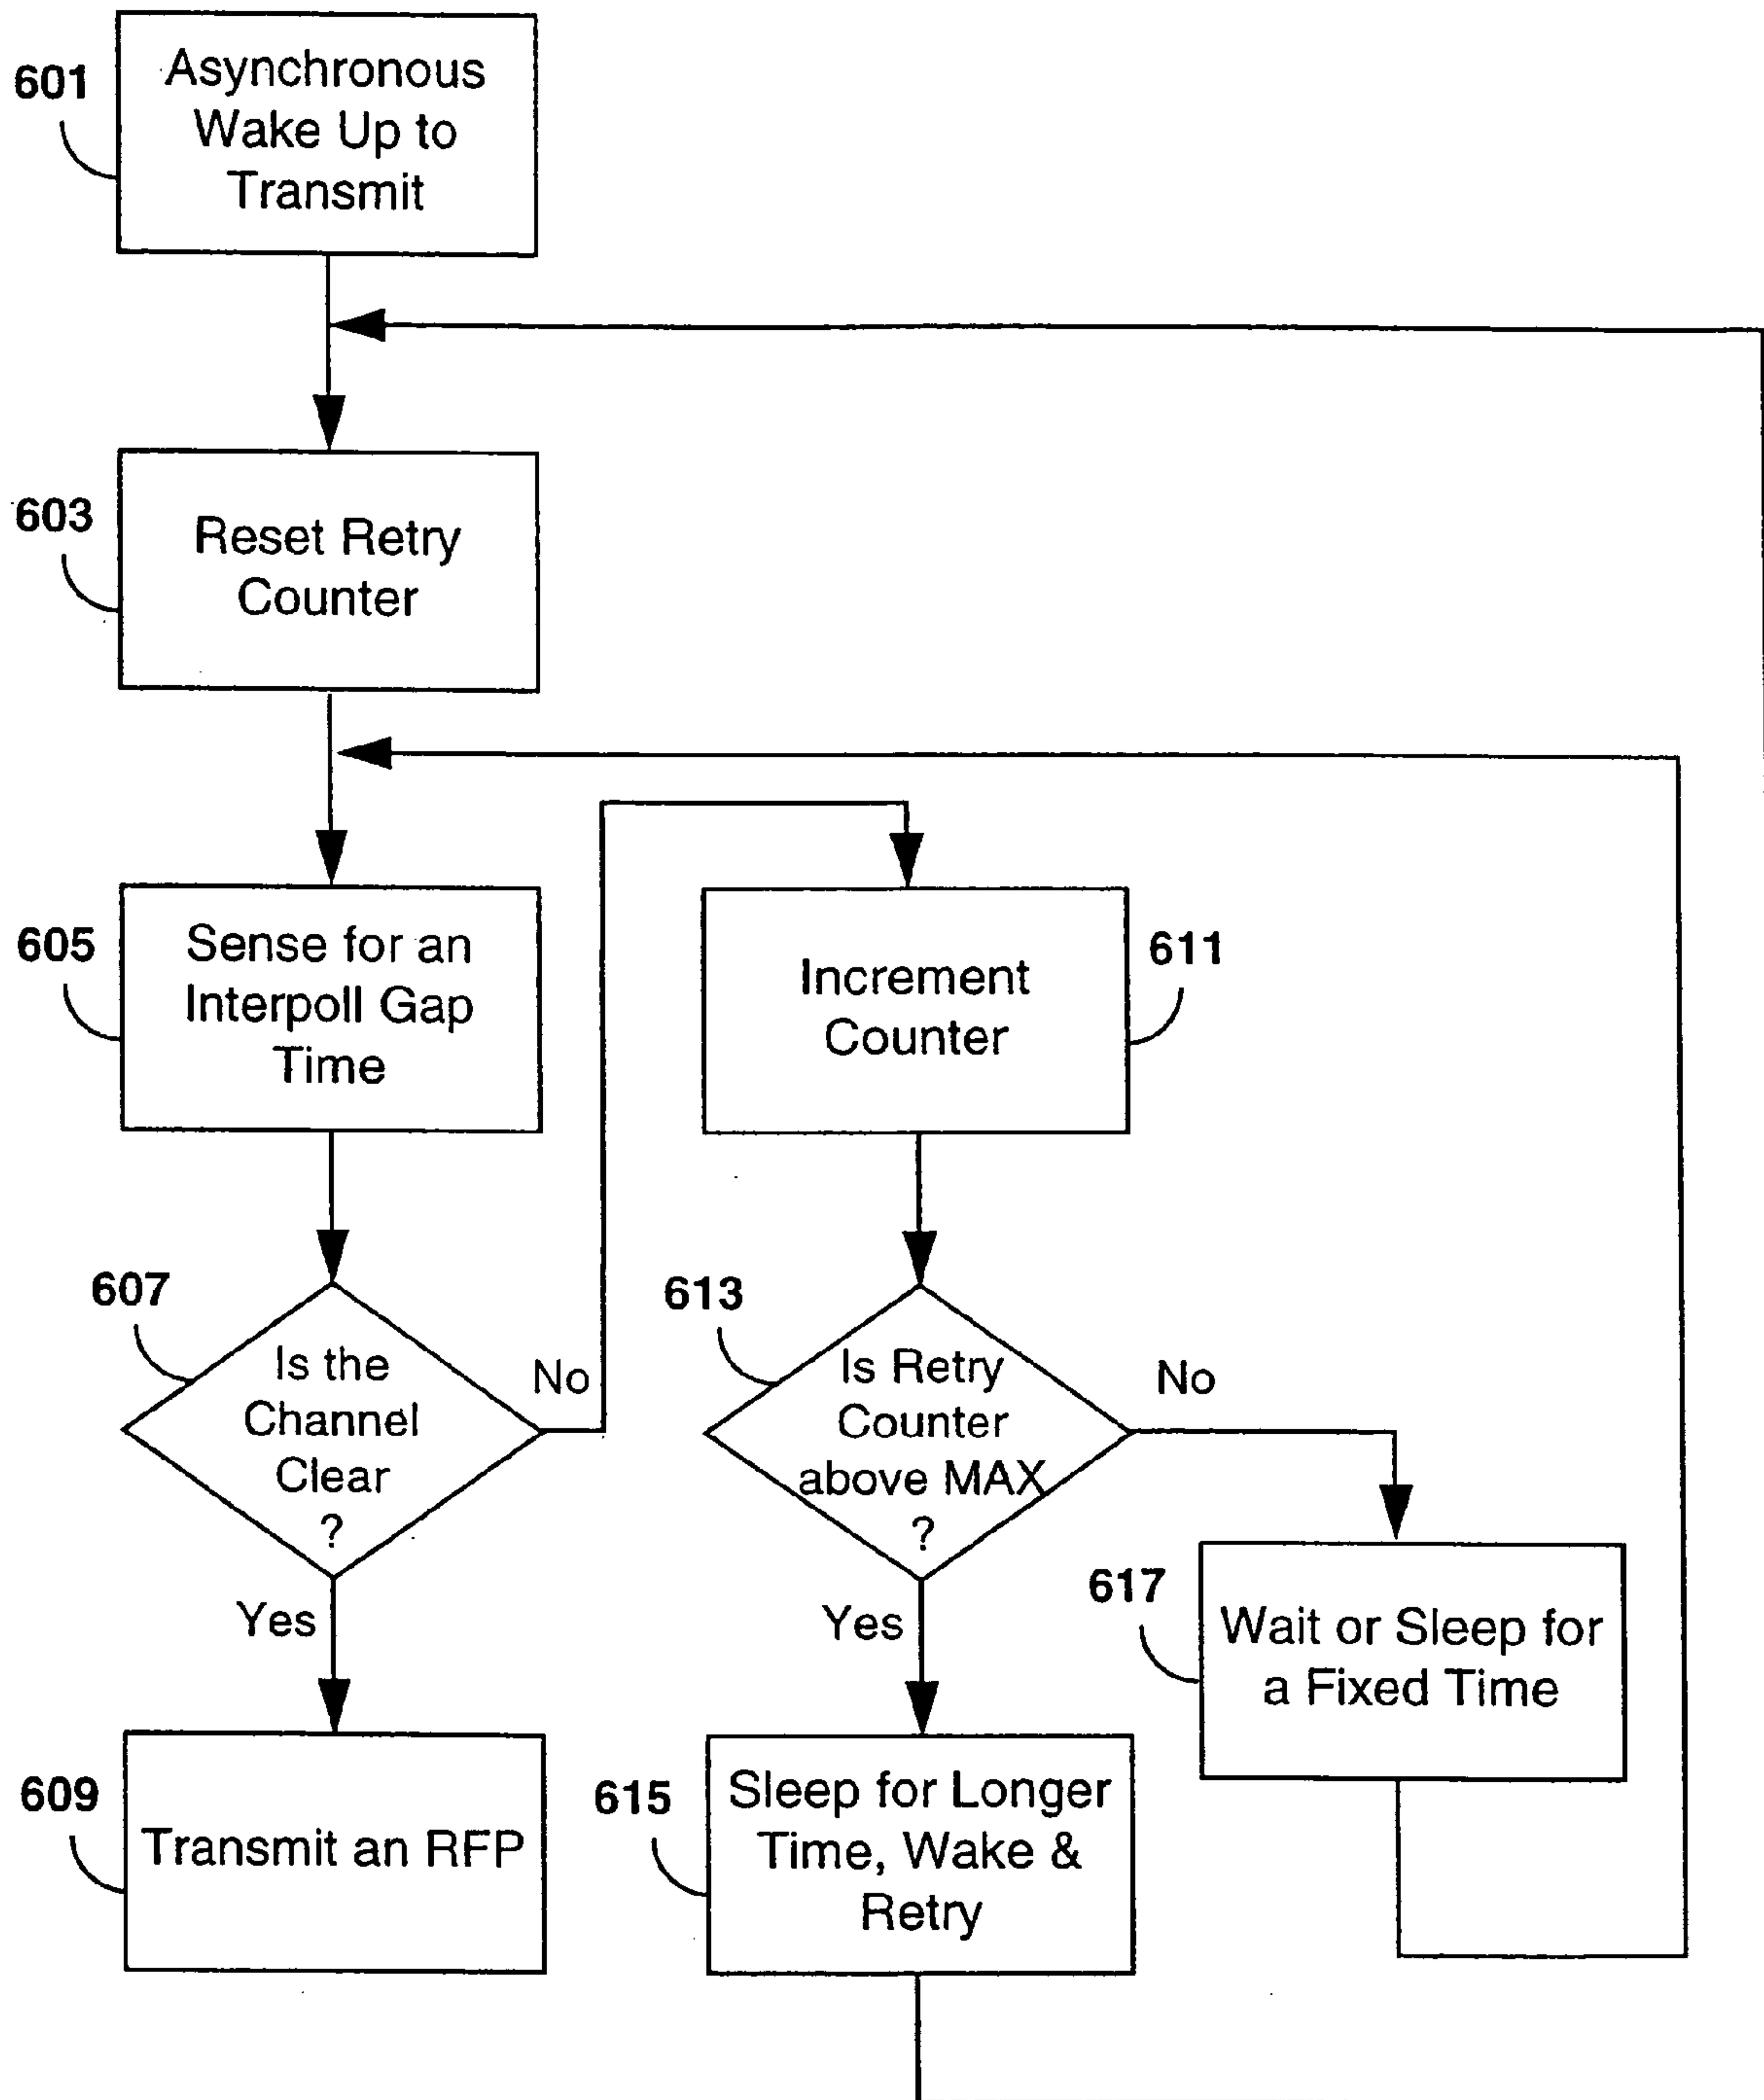 601
Asynchronous
Wake Up to
Transmit
603
Reset Retry
Counter
605
Sense for an
Interpoll Gap
Time
611
Increment
Counter
607
Is the
Channel
Clear
?
No
Yes
613
Is Retry
Counter
above MAX
?
No
Yes
617
Wait or Sleep for
a Fixed Time
609
Transmit an RFP
615
Sleep for Longer
Time, Wake &
Retry